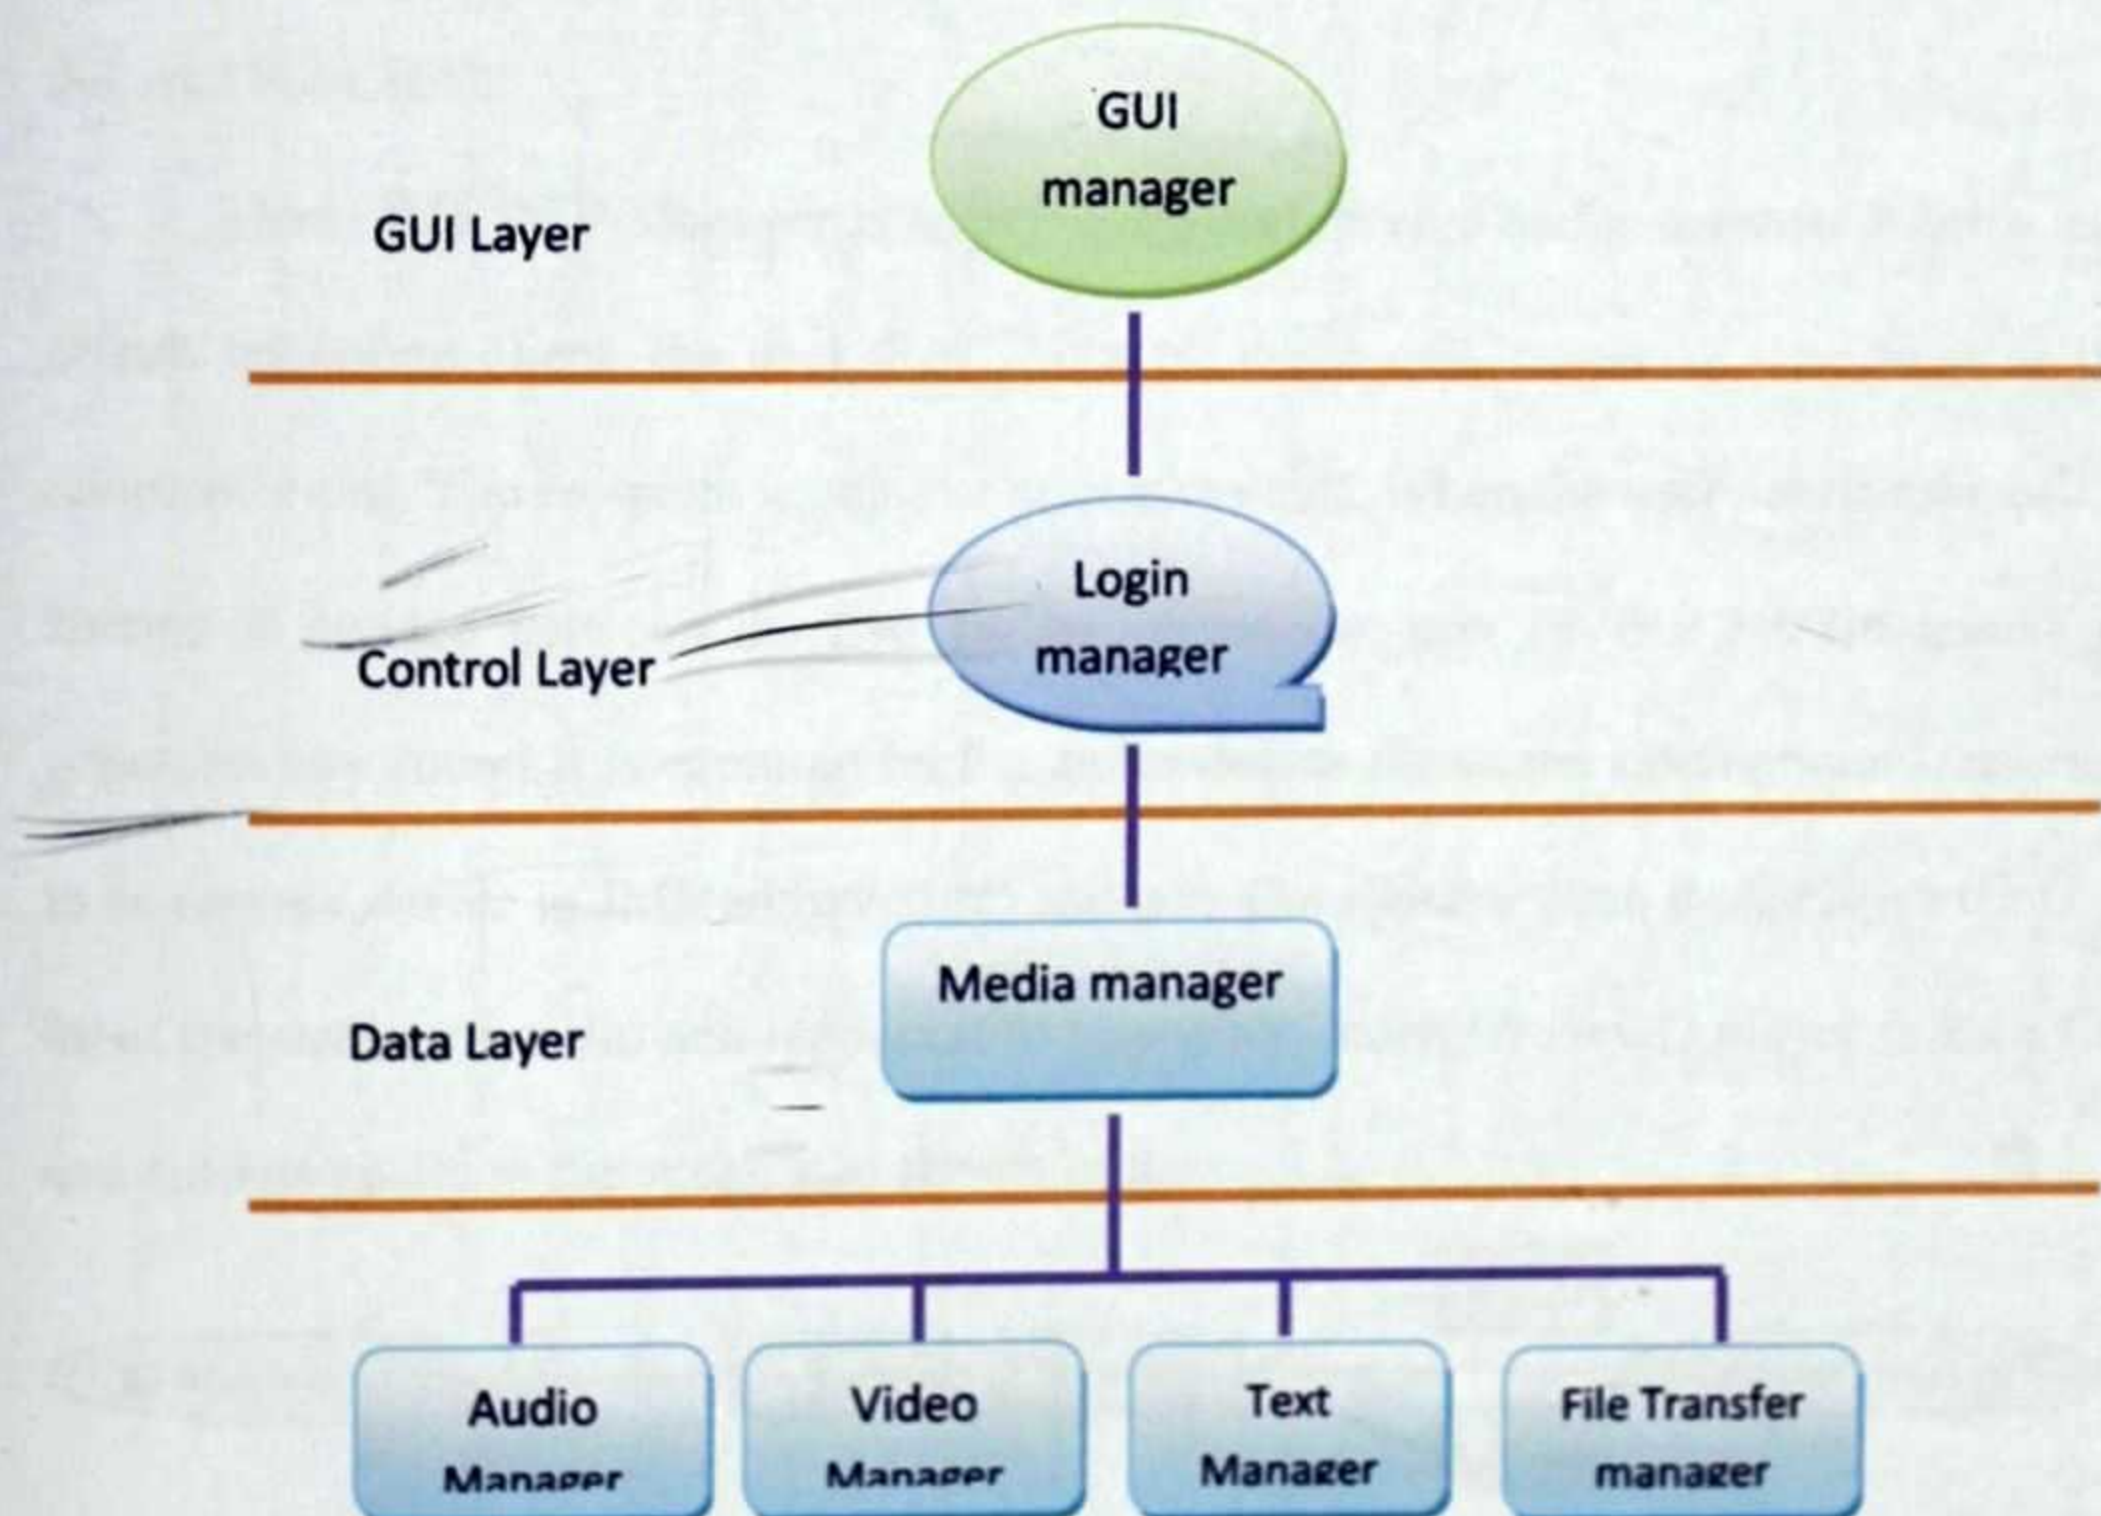 GUI
manager
GUI Layer
Login
manager
Control Layer
Media manager
Data Layer
Audio
Manager
Video
Manager
Text
Manager
File Transfer
manager